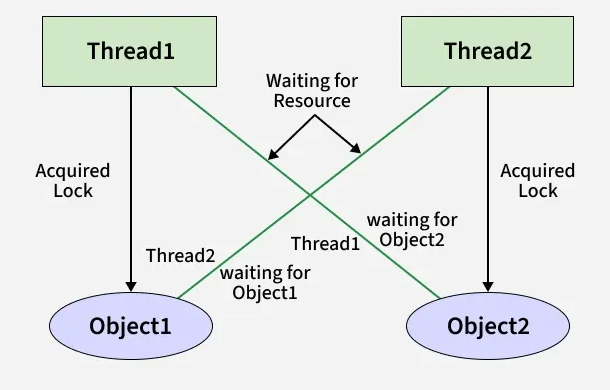 Thread1
Thread2
Waiting for
Resource
Acquired
Lock
Acquired
Lock
waiting for
Object2
Thread1
Thread2
waiting for
Object1
Object1
Object2